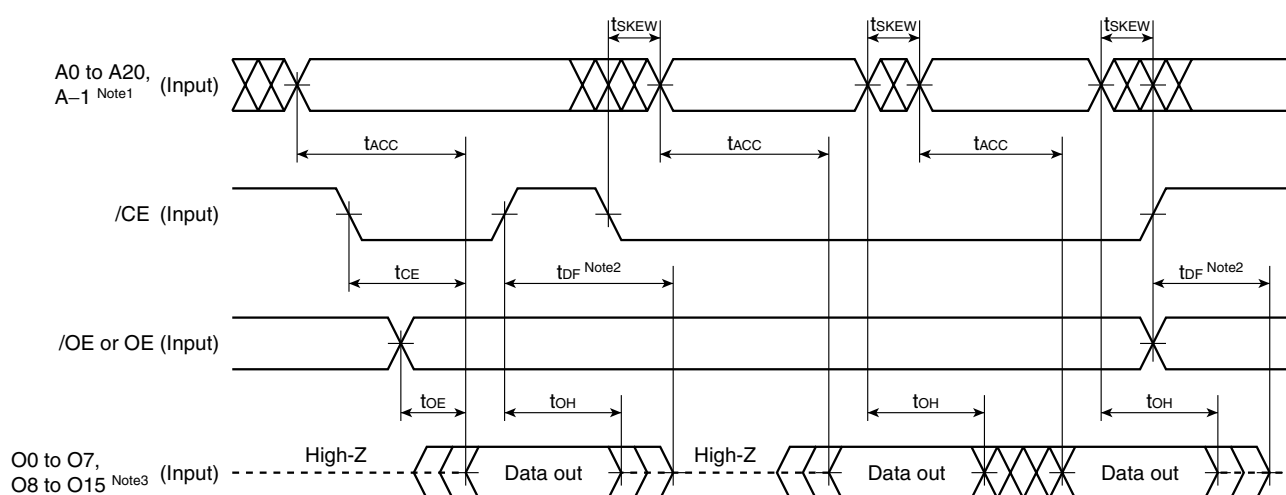 tSKEW tSKEW tSKEW
A0 to A20,
A−1 Note1 (Input)
tACC tACC tACC
/CE (Input)
tCE tDF Note2 tDF Note2
/OE or OE (Input)
tOE tOH tOH tOH
High-Z High-Z
O0 to O7,
O8 to O15 Note3 (Input) Data out Data out Data out